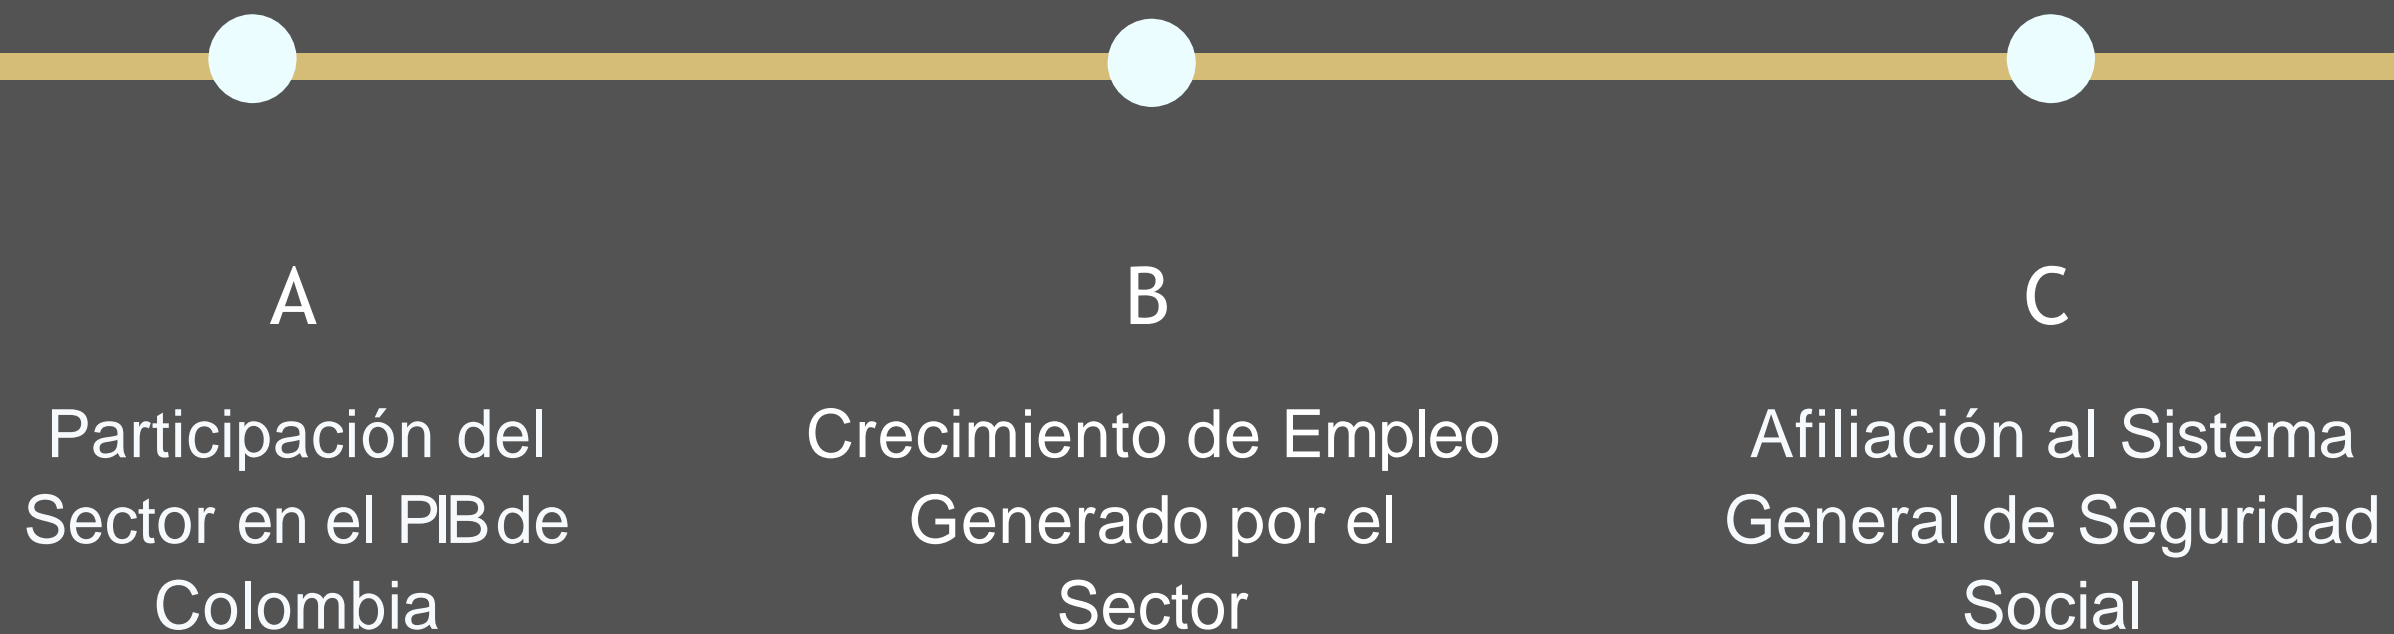 A
Participación del
Sector en el PIB de
Colombia
B
Crecimiento de Empleo
Generado por el
Sector
C
Afiliación al Sistema
General de Seguridad
Social